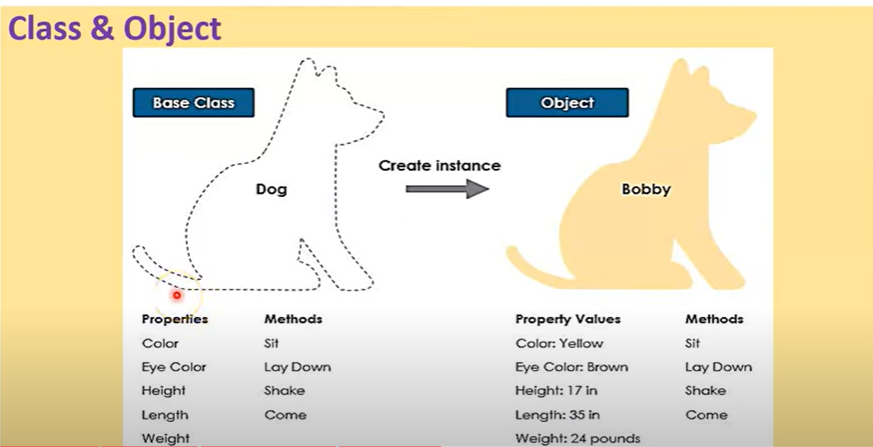 Class & Object
Base Class
Dog
Create instance
Object
Bobby
Properties
Color
Eye Color
Height
Length
Weight
Methods
Sit
Lay Down
Shake
Come
Property Values
Color: Yellow
Eye Color: Brown
Height: 17 in
Length: 35 in
Weight: 24 pounds
Methods
Sit
Lay Down
Shake
Come